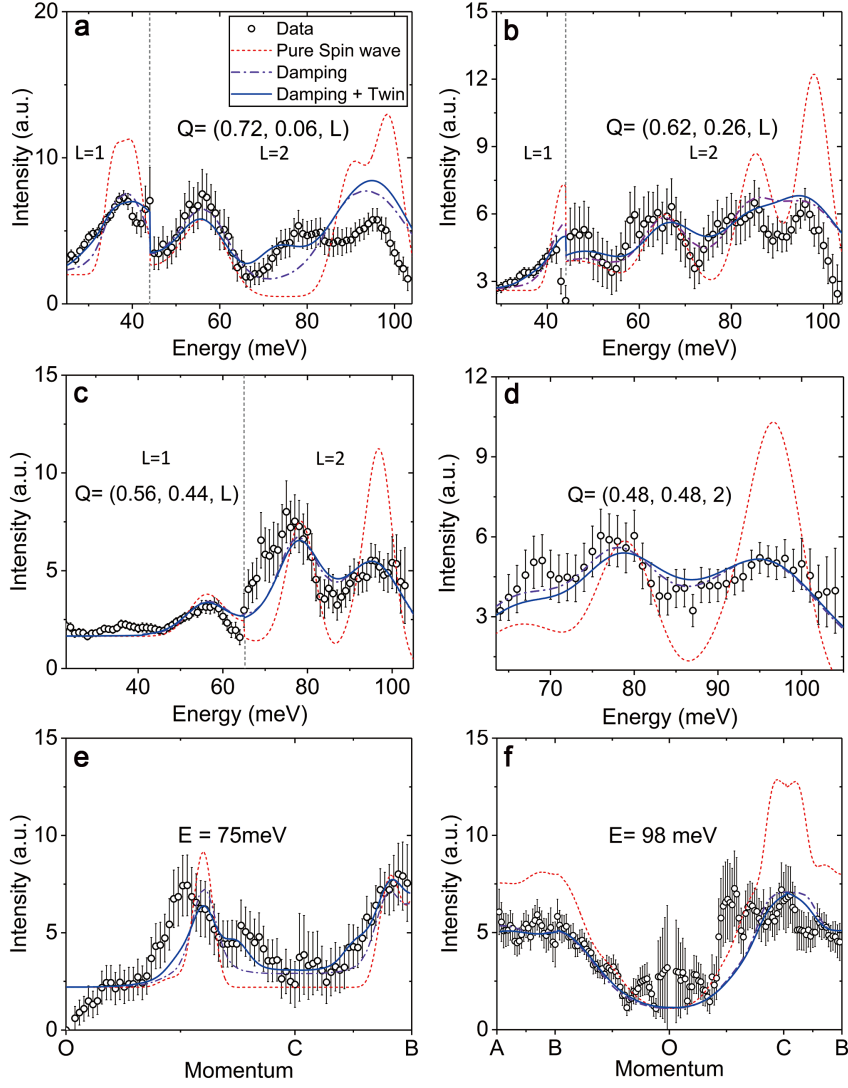 a
Data
Pure Spin wave
Damping
Damping + Twin
L=1
Q= (0.72, 0.06, L)
L=2
20
10
0
Intensity (a.u.)
40 60 80 100
Energy (meV)
b
Q= (0.62, 0.26, L)
L=1
L=2
15
12
9
6
3
Intensity (a.u.)
40 60 80 100
Energy (meV)
c
L=1
L=2
Q= (0.56, 0.44, L)
15
10
5
0
Intensity (a.u.)
40 60 80 100
Energy (meV)
d
Q= (0.48, 0.48, 2)
12
9
6
3
Intensity (a.u.)
70 80 90 100
Energy (meV)
e
E = 75meV
15
10
5
0
Intensity (a.u.)
O C B
Momentum
f
E= 98 meV
15
10
5
0
Intensity (a.u.)
A B O C B
Momentum